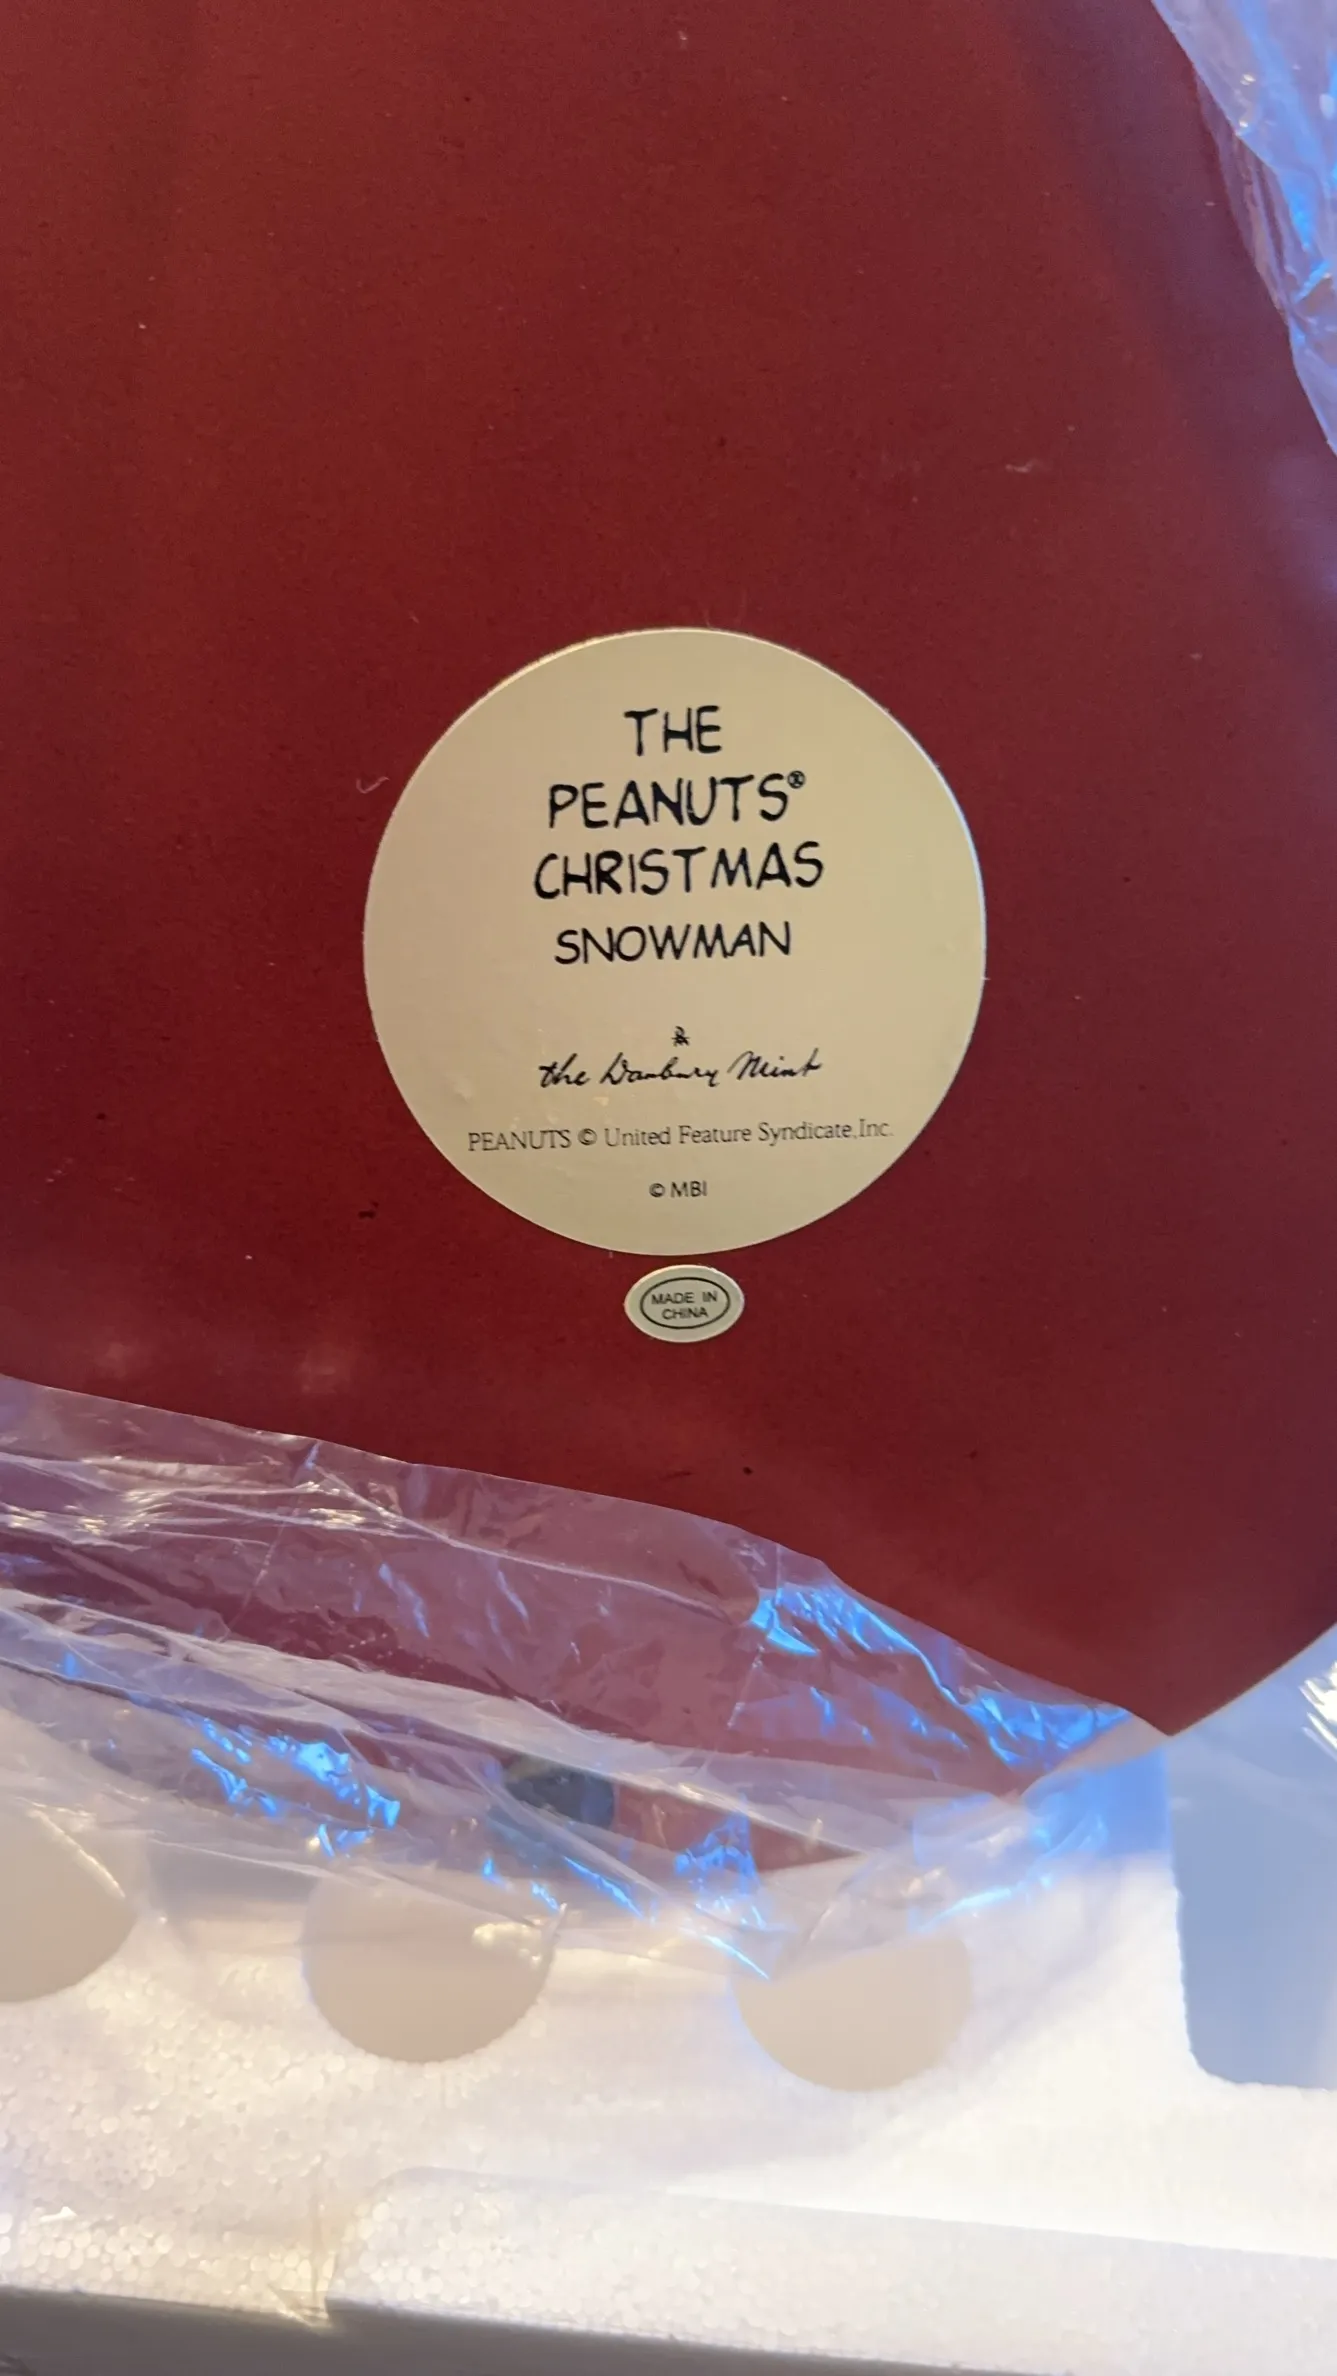 THE
PEANUTS®
CHRISTMAS
SNOWMAN
the Danbury Mint
PEANUTS © United Feature Syndicate, Inc.
© MBI
MADE IN
CHINA